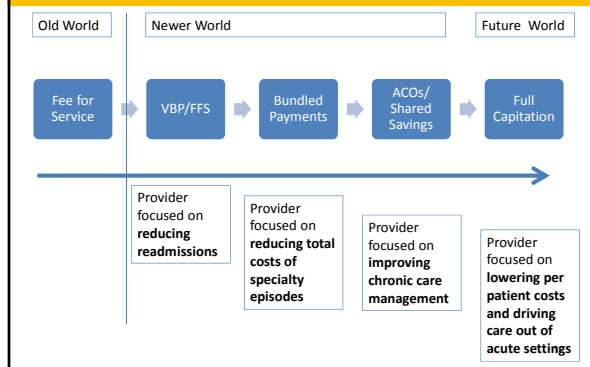 Old World
Newer World
Future World
Fee for
Service
VBP/FFS
Bundled
Payments
ACOs/
Shared
Savings
Full
Capitation
Provider
focused on
reducing
readmissions
Provider
focused on
reducing total
costs of
specialty
episodes
Provider
focused on
improving
chronic care
management
Provider
focused on
lowering per
patient costs
and driving
care out of
acute settings